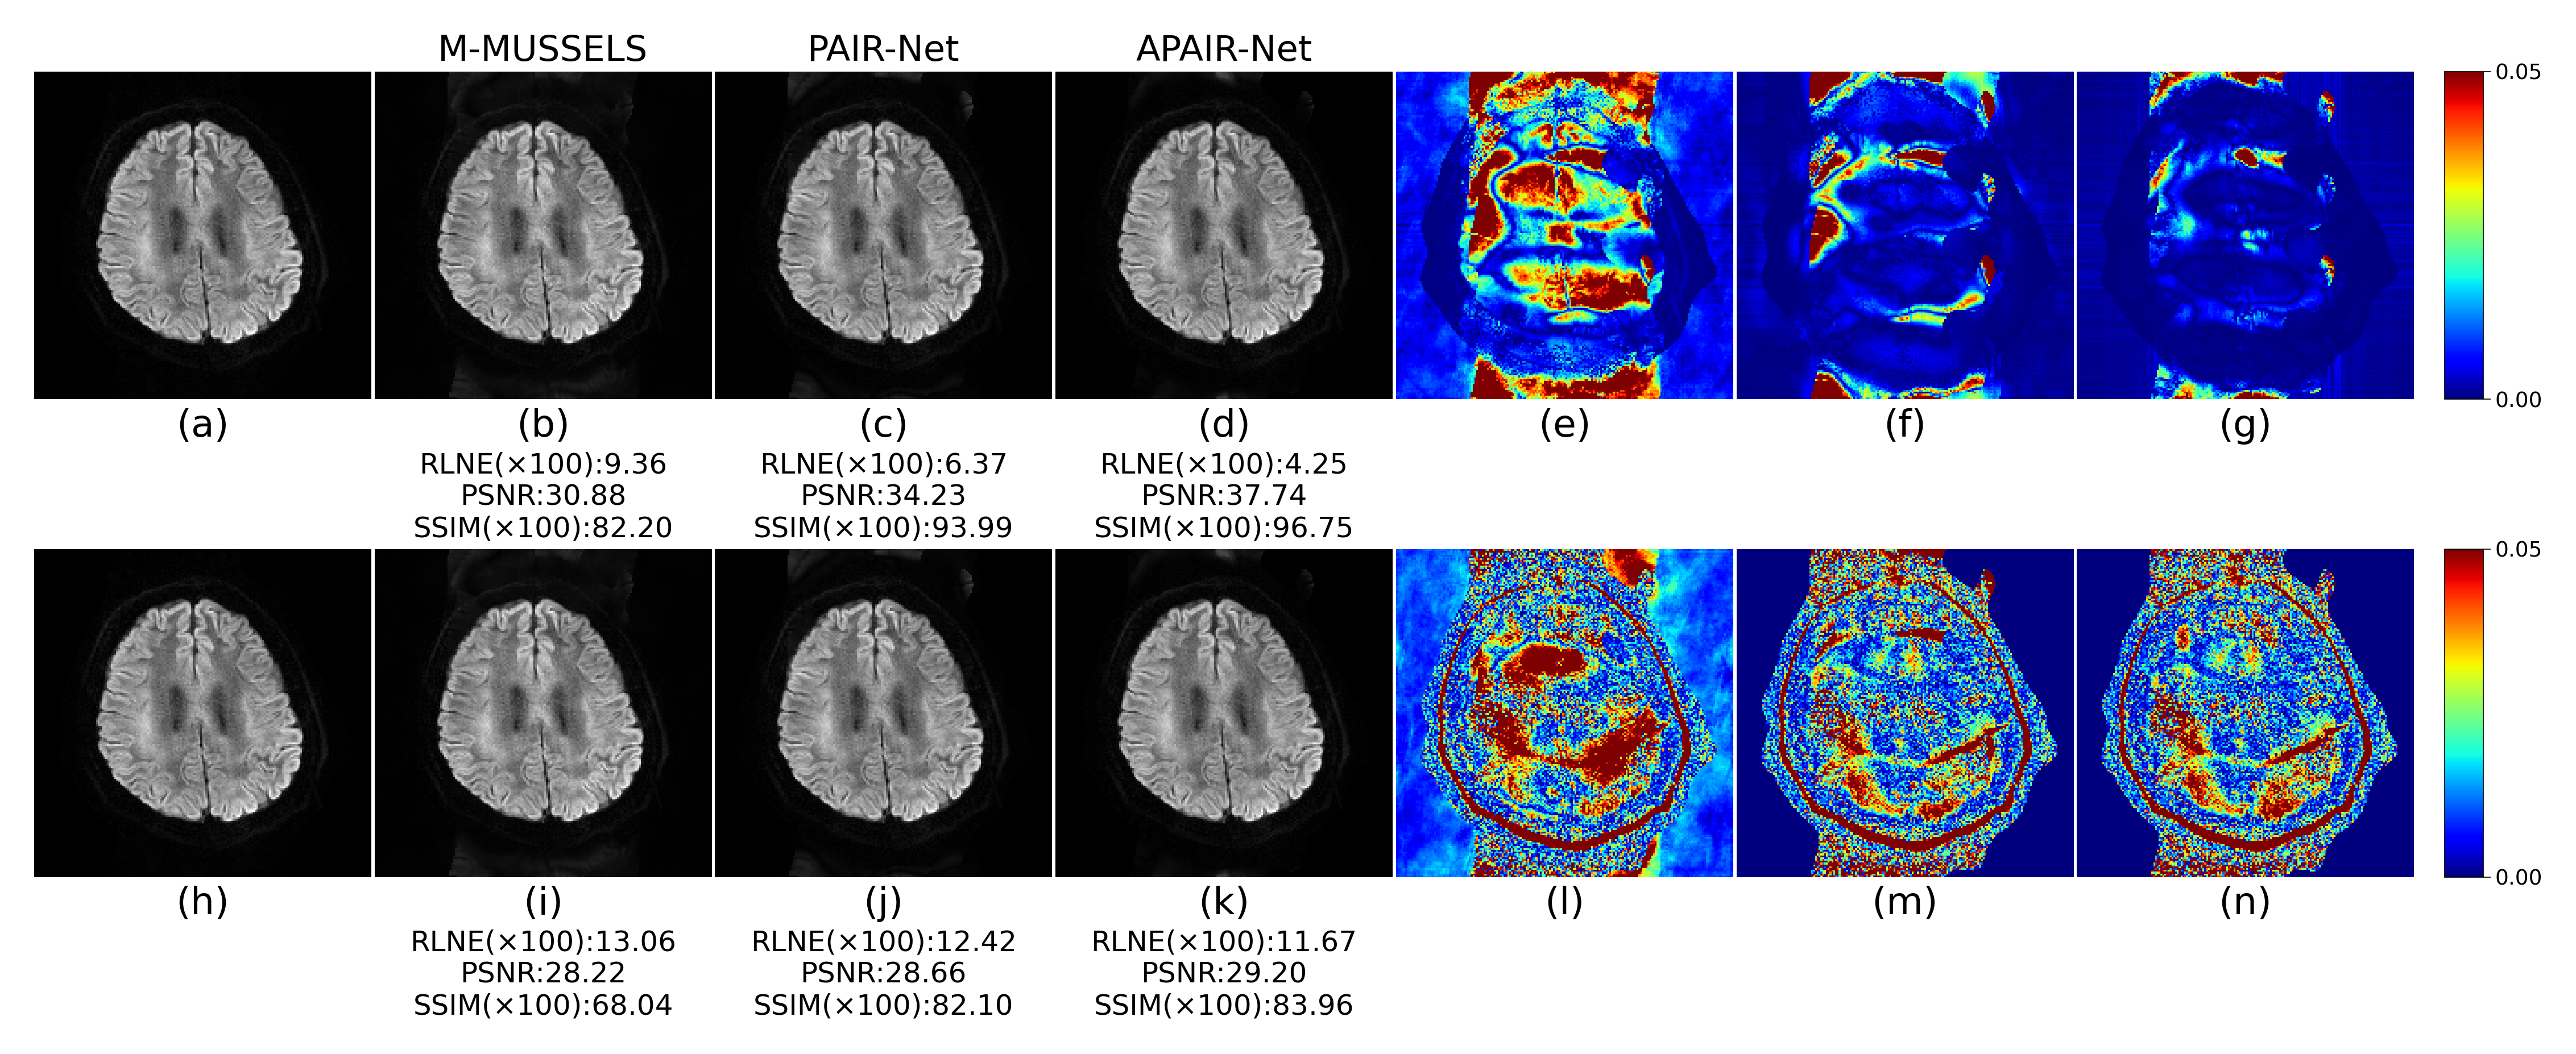 M-MUSSELS PAIR-Net APAIR-Net
0.05
0.00
(a) (b) (c) (d) (e) (f) (g)
RLNE(×100):9.36 RLNE(×100):6.37 RLNE(×100):4.25
PSNR:30.88 PSNR:34.23 PSNR:37.74
SSIM(×100):82.20 SSIM(×100):93.99 SSIM(×100):96.75
0.05
0.00
(h) (i) (j) (k) (l) (m) (n)
RLNE(×100):13.06 RLNE(×100):12.42 RLNE(×100):11.67
PSNR:28.22 PSNR:28.66 PSNR:29.20
SSIM(×100):68.04 SSIM(×100):82.10 SSIM(×100):83.96